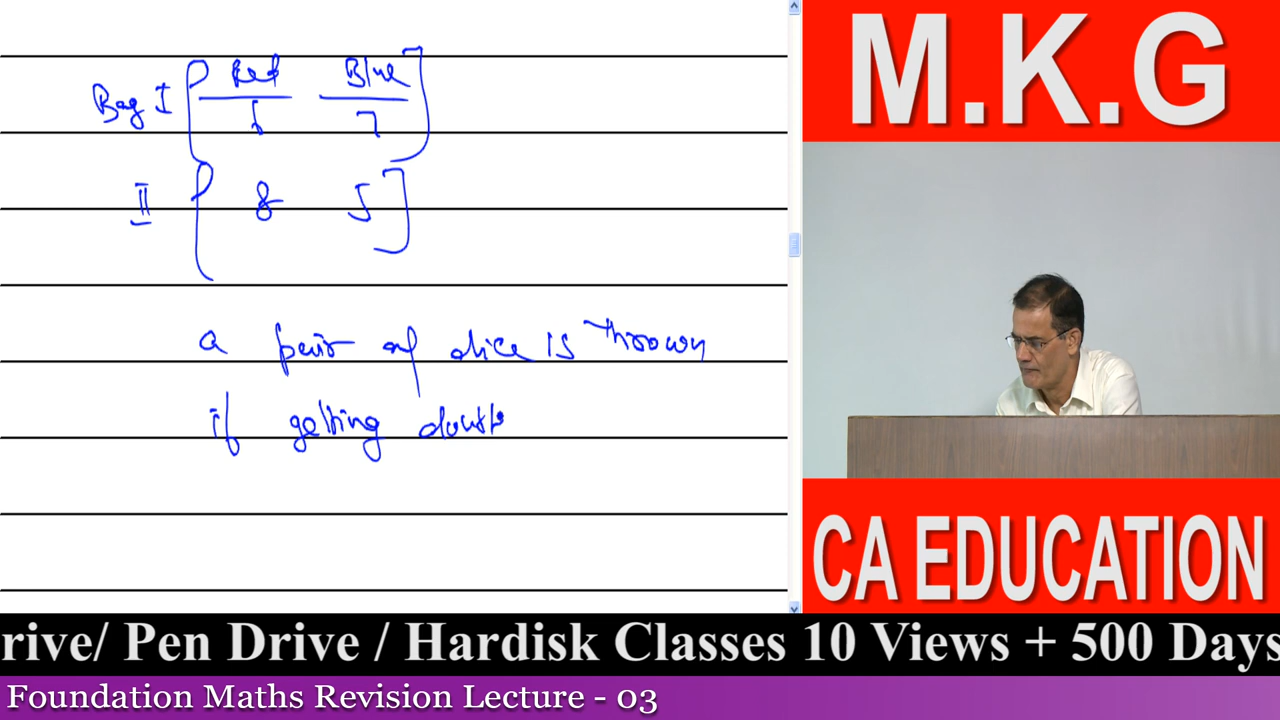 Bag I Red Blue
6 7
II 8 5
a pair of dice is thrown
if getting
M.K.G
CA EDUCATION
rive/ Pen Drive / Hardisk Classes 10 Views + 500 Days
Foundation Maths Revision Lecture - 03